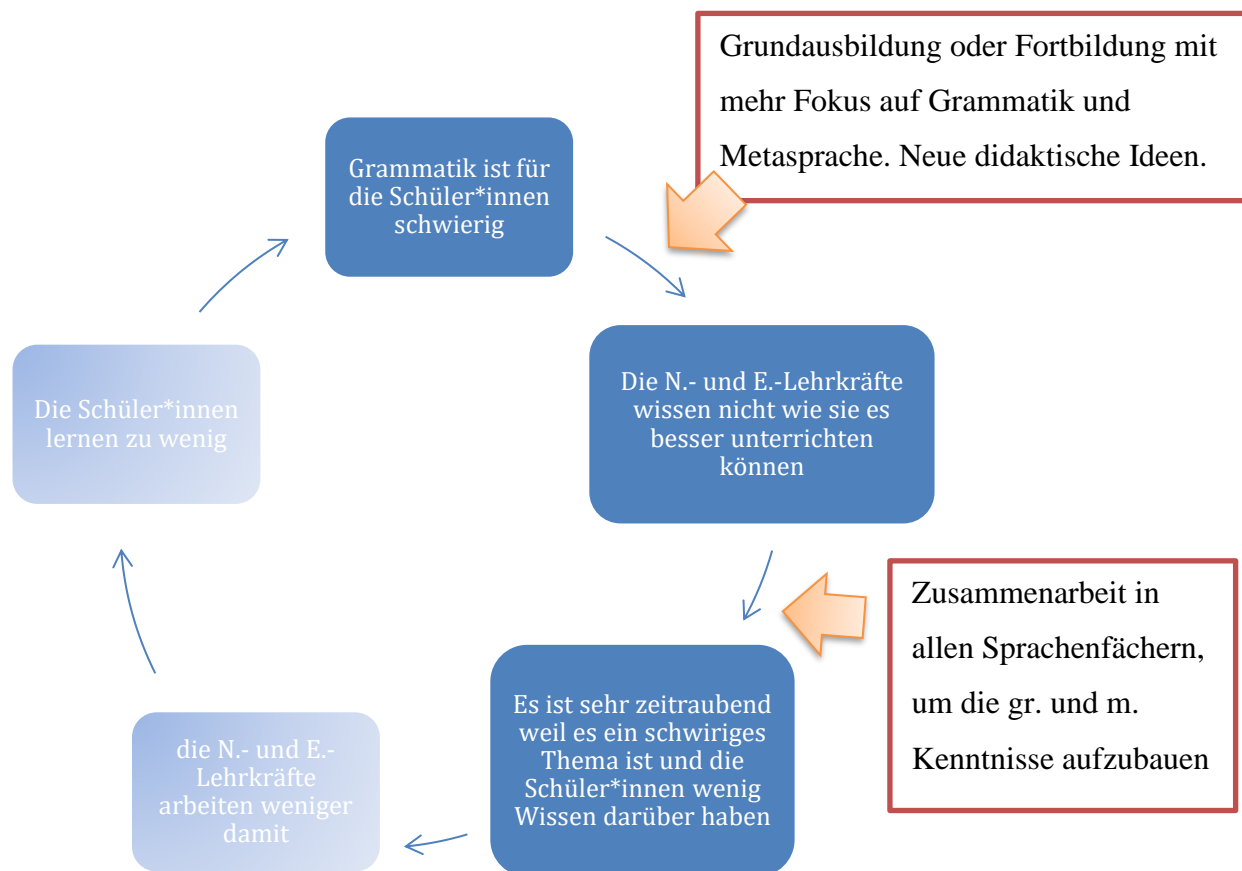 Grundausbildung oder Fortbildung mit
mehr Fokus auf Grammatik und
Metasprache. Neue didaktische Ideen.
Grammatik ist für
die Schüler*innen
schwierig
Die N.- und E.-Lehrkräfte
wissen nicht wie sie es
besser unterrichten
können
Zusammenarbeit in
allen Sprachenfächern,
um die gr. und m.
Kenntnisse aufzubauen
Es ist sehr zeitraubend
weil es ein schwiriges
Thema ist und die
Schüler*innen wenig
Wissen darüber haben
die N.- und E.-
Lehrkräfte
arbeiten weniger
damit
Die Schüler*innen
lernen zu wenig